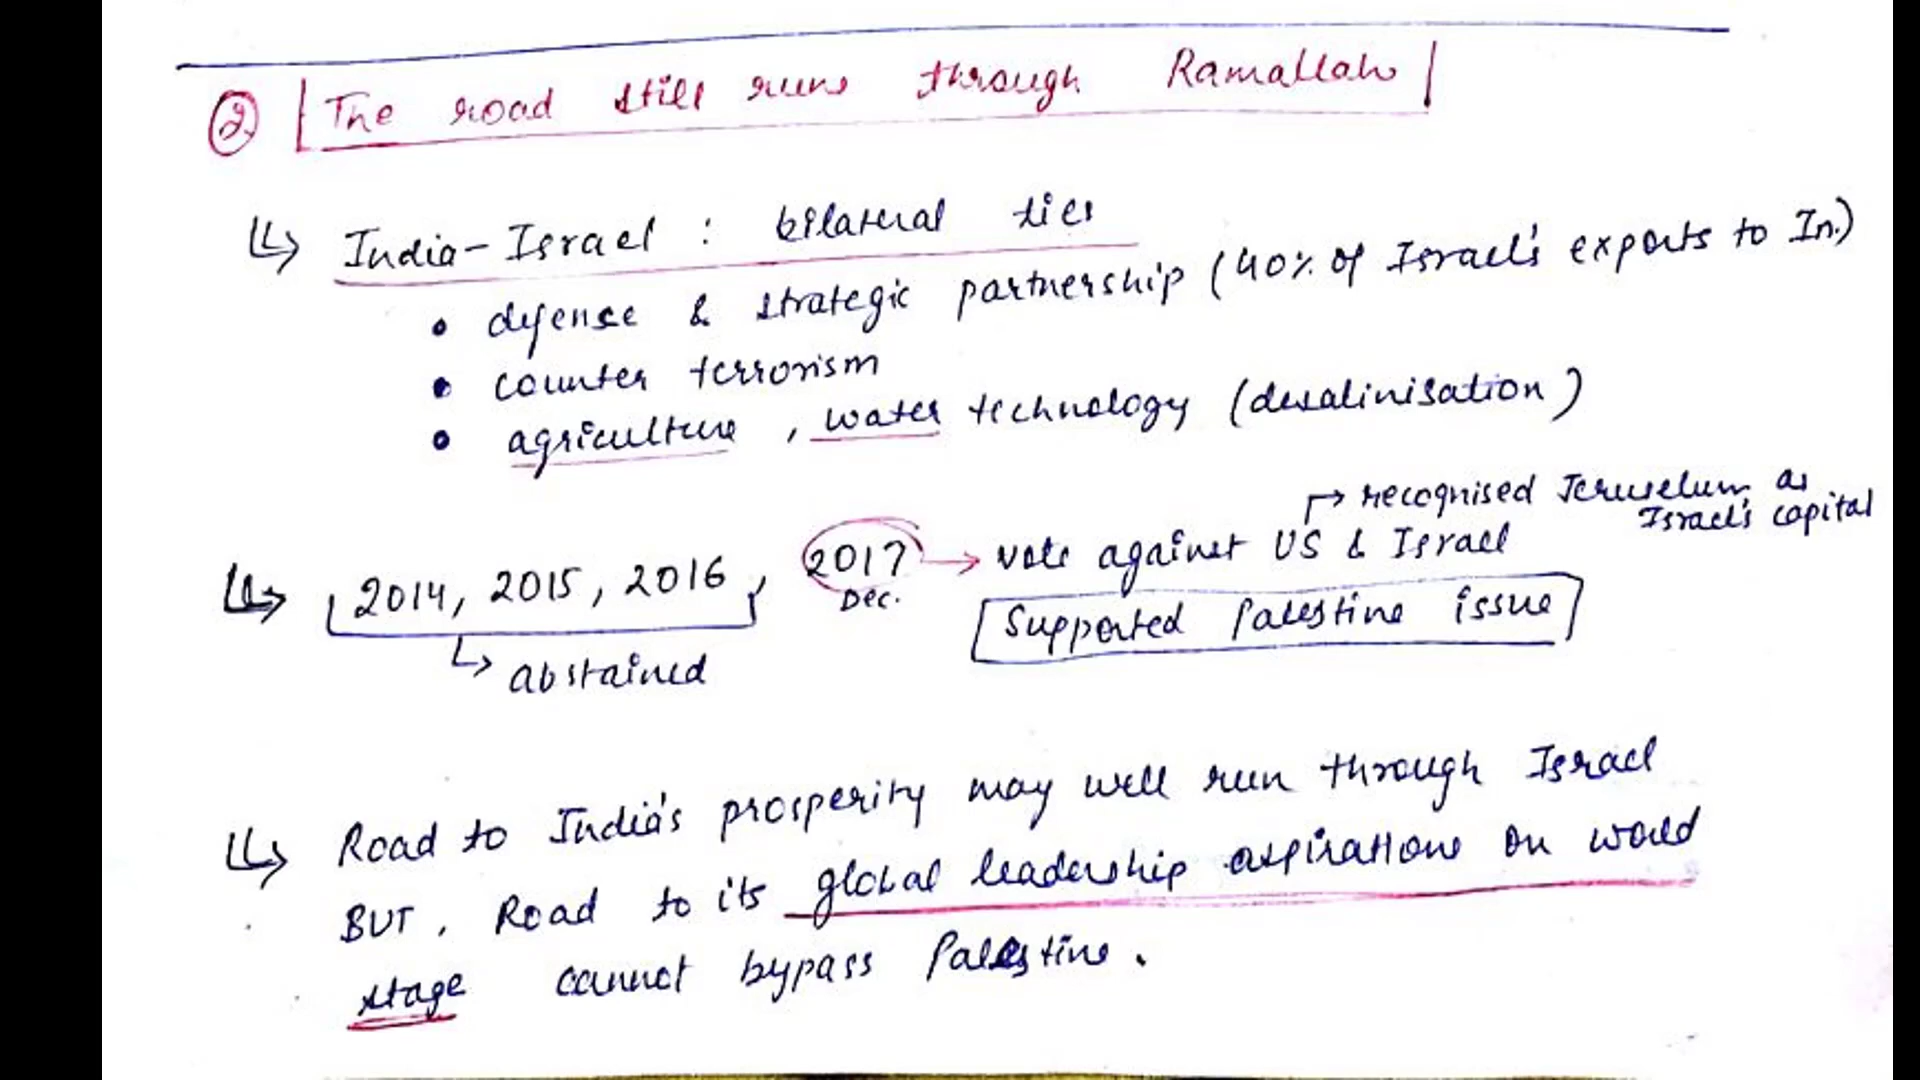 2. The road still runs through Ramallah
India-Israel : bilateral ties
• defense & strategic partnership (40% of Israel's exports to In.)
• counter terrorism
• agriculture, water technology (desalinisation)
recognised Jeruselum as
Israel's capital
2014, 2015, 2016, 2017 → vote against US & Israel
Dec.
Supported Palestine issue
↳ abstained
Road to India's prosperity may well run through Israel
BUT, Road to its global leadership aspirations on world
stage cannot bypass Palestine.